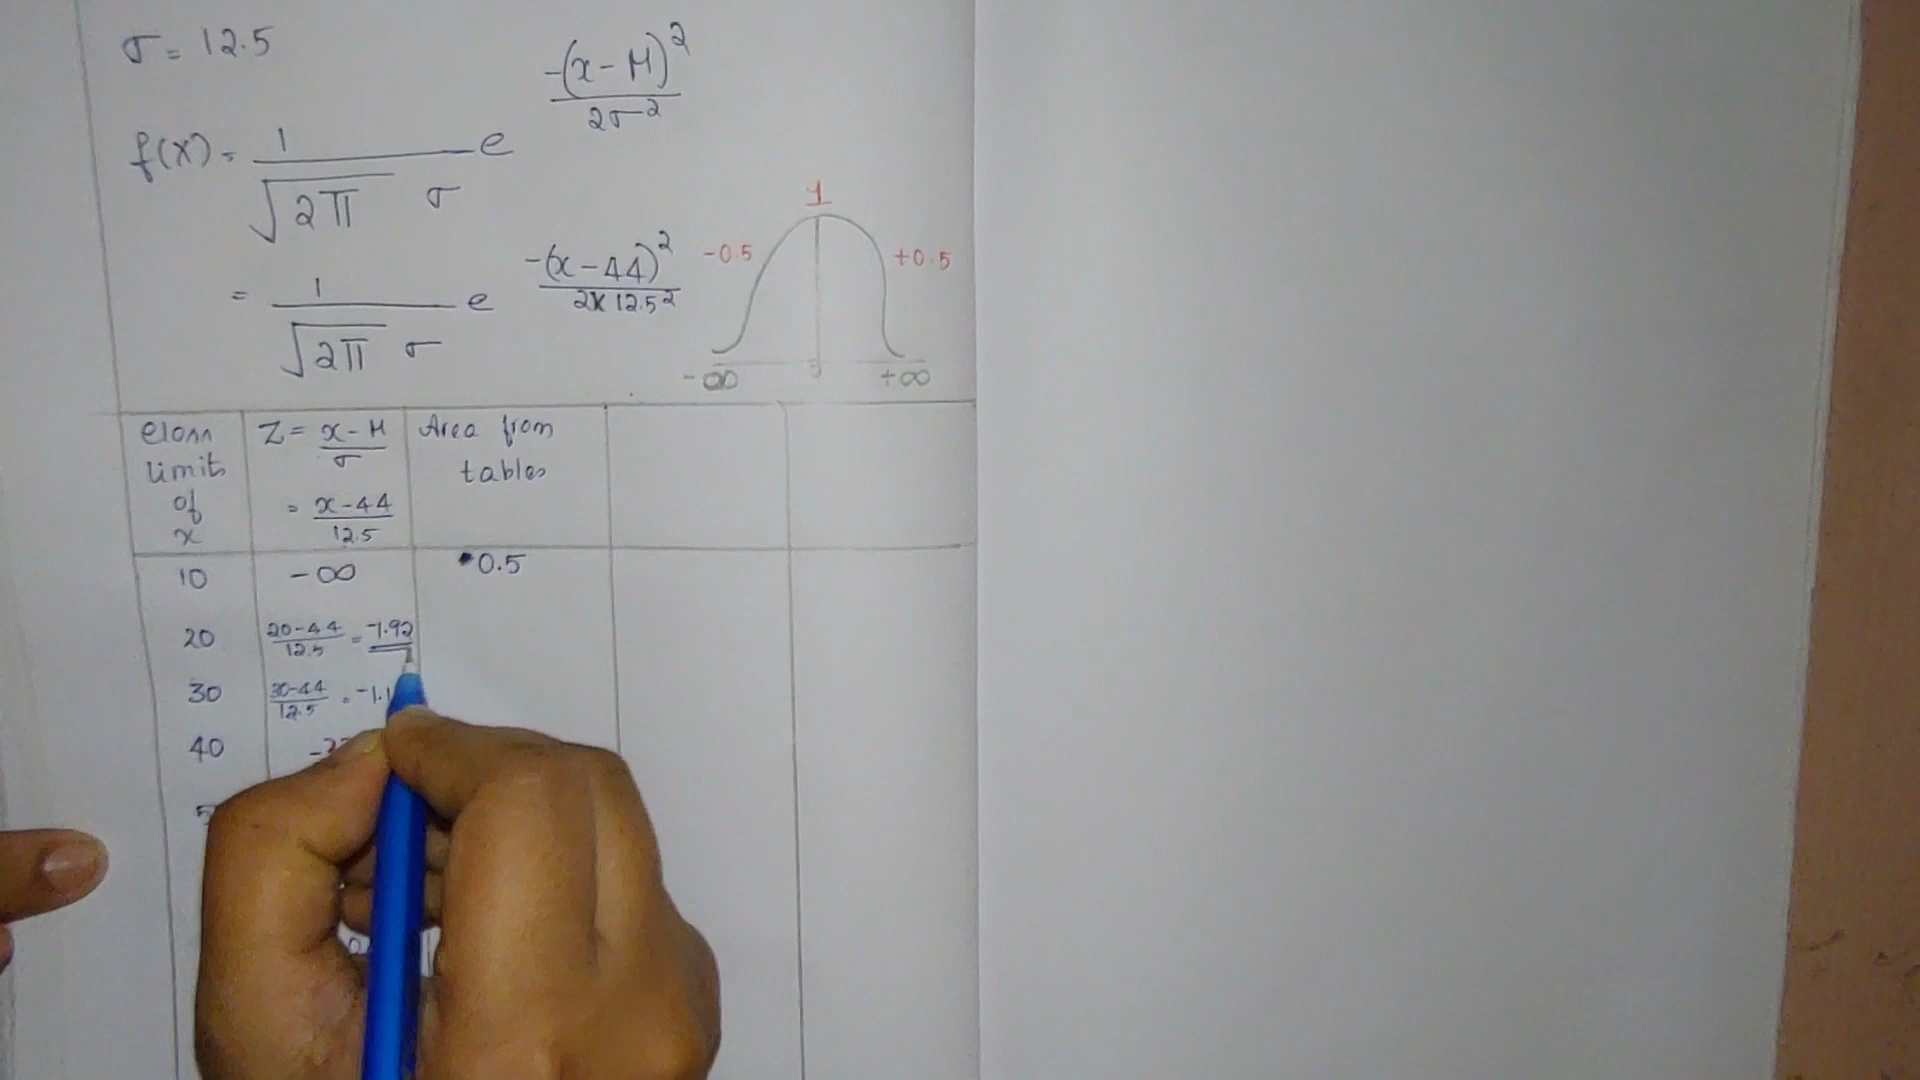 σ = 12.5
f(x) = 1 / √2π σ e -(x-μ)² / 2σ²
= 1 / √2π σ e -(x-44)² / 2x12.5²
1
-0.5
+0.5
-∞
+∞
class limits of x
Z = x-μ / σ
= x-44 / 12.5
Area from
tables
10 -∞ 0.5
20 20-44 / 12.5 = -1.92
30 30-44 / 12.5 = -1.1
40